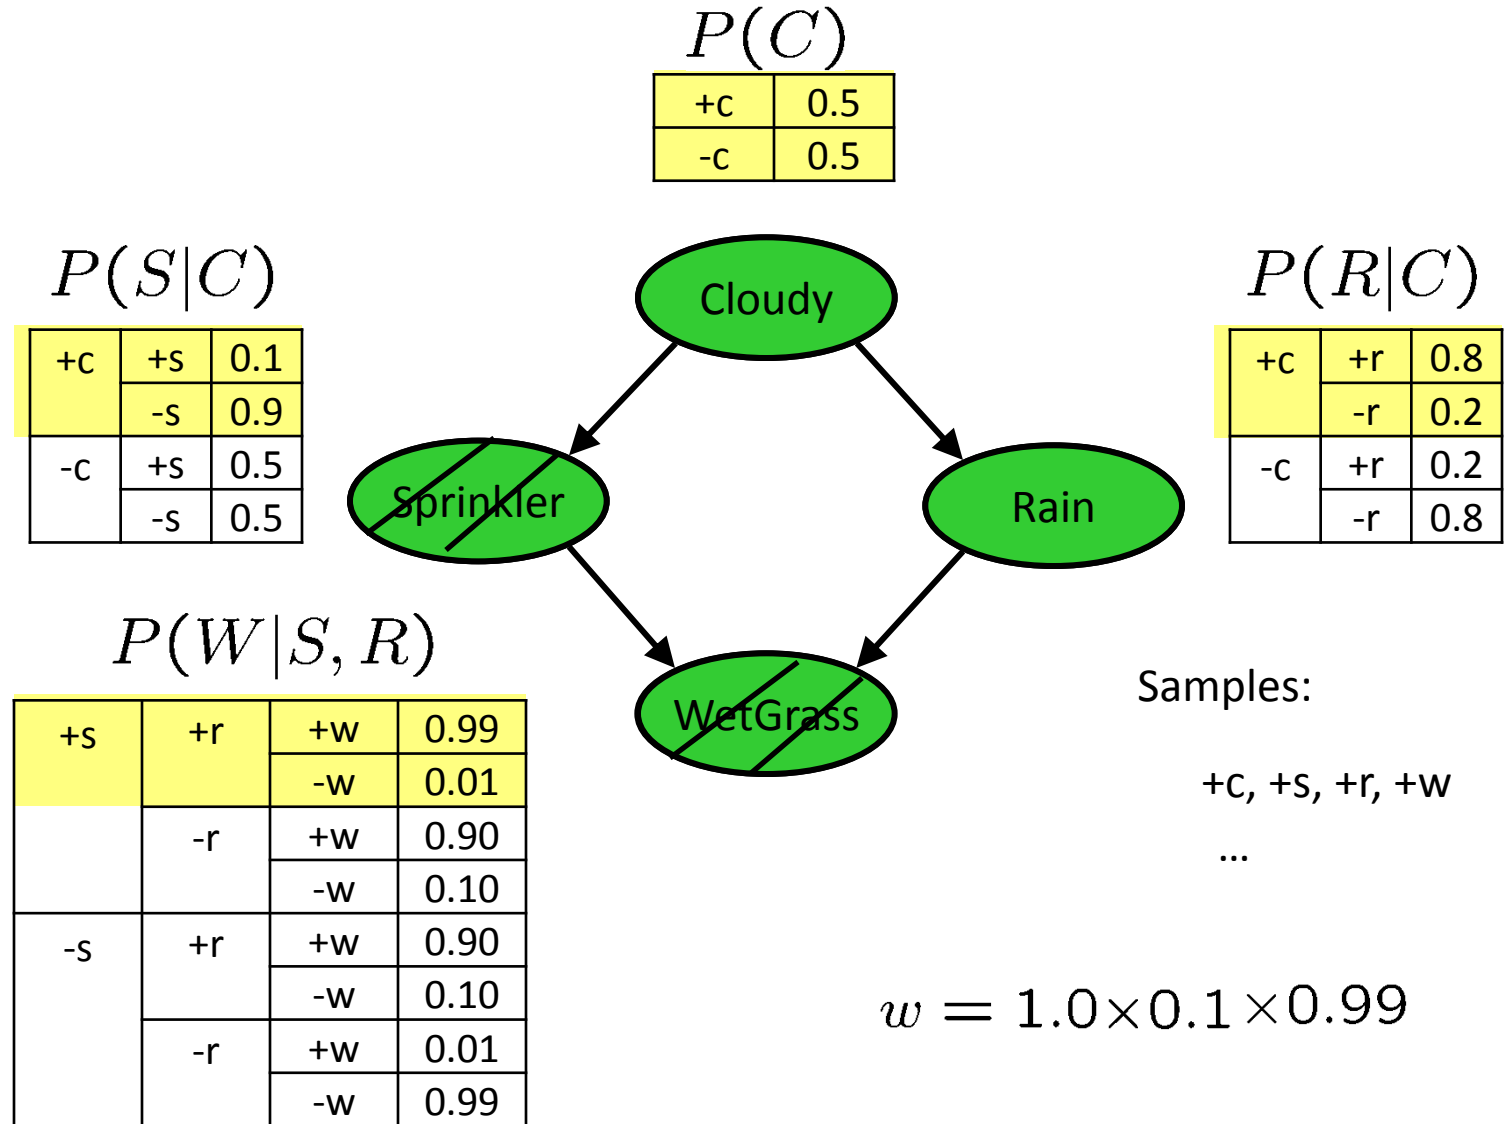 P(C)
+c 0.5
-c 0.5
P(S|C)
+c +s 0.1
-s 0.9
-c +s 0.5
-s 0.5
Cloudy
P(R|C)
+c +r 0.8
-r 0.2
-c +r 0.2
-r 0.8
Sprinkler
Rain
P(W|S, R)
+s +r +w 0.99
-w 0.01
-r +w 0.90
-w 0.10
-s +r +w 0.90
-w 0.10
-r +w 0.01
-w 0.99
WetGrass
Samples:
+c, +s, +r, +w
...
w = 1.0×0.1×0.99